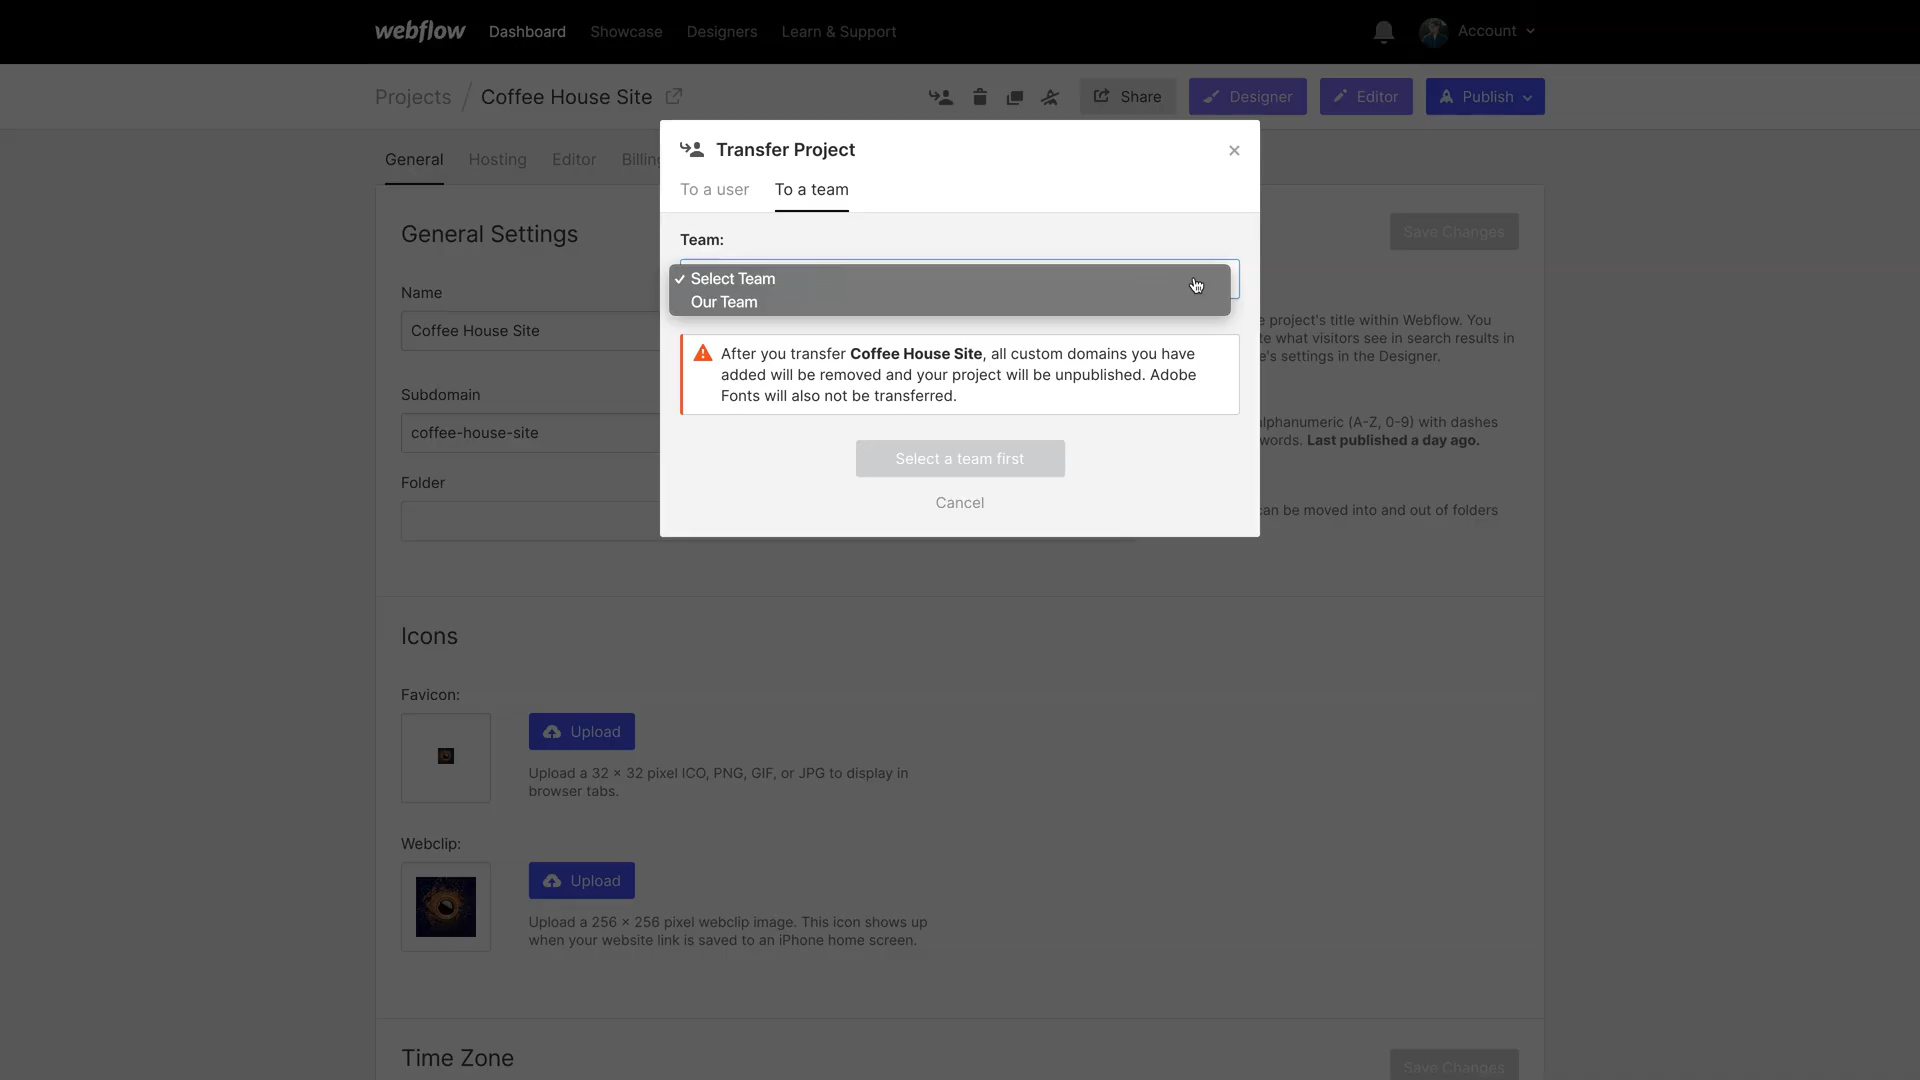 webflow Dashboard Showcase Designers Learn & Support Account
Projects / Coffee House Site Share Designer Editor Publish
Transfer Project
General Hosting Editor To a user To a team
Team:
General Settings Save Changes
✓ Select Team
Name
Our Team
project's title within Webflow. You
Coffee House Site what visitors see in search results in
After you transfer Coffee House Site, all custom domains you have settings in the Designer.
added will be removed and your project will be unpublished. Adobe
Subdomain Fonts will also not be transferred.
alphanumeric (A-Z, 0-9) with dashes
coffee-house-site words. Last published a day ago.
Select a team first
Folder
Cancel can be moved into and out of folders
Icons
Favicon:
Upload
Upload a 32 × 32 pixel ICO, PNG, GIF, or JPG to display in
browser tabs.
Webclip:
Upload
Upload a 256 × 256 pixel webclip image. This icon shows up
when your website link is saved to an iPhone home screen.
Time Zone Save Changes